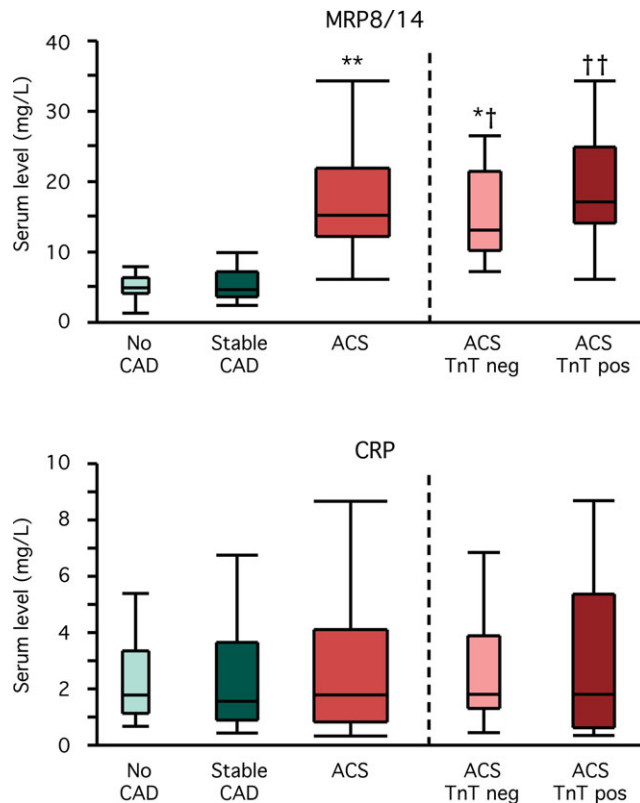 MRP8/14
Serum level (mg/L)
40
30
20
10
0
**
*†
††
No
CAD
Stable
CAD
ACS
ACS
TnT neg
ACS
TnT pos
CRP
Serum level (mg/L)
10
8
6
4
2
0
No
CAD
Stable
CAD
ACS
ACS
TnT neg
ACS
TnT pos